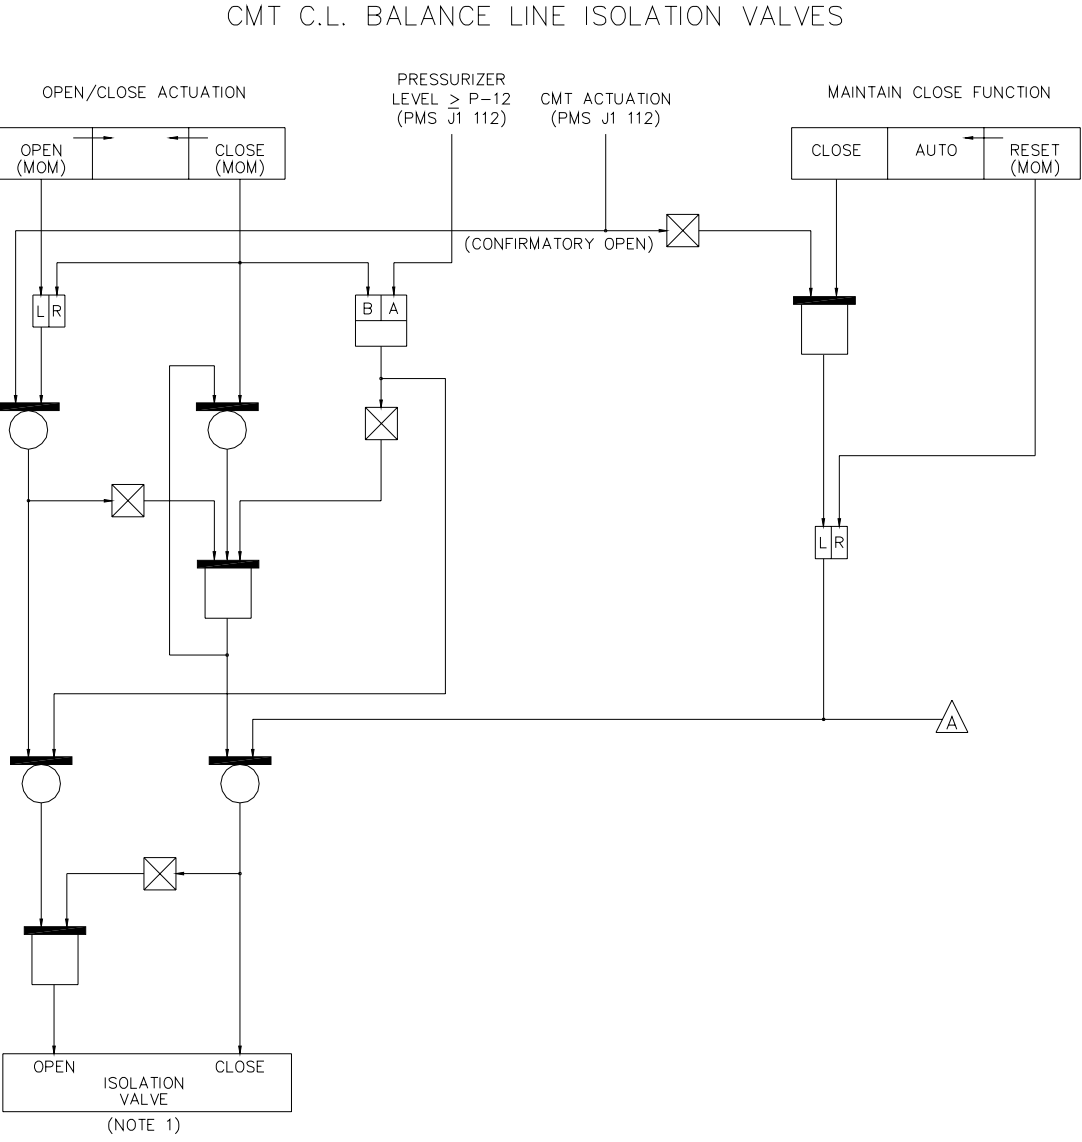 CMT C.L. BALANCE LINE ISOLATION VALVES
OPEN/CLOSE ACTUATION
PRESSURIZER
LEVEL ≥ P-12
(PMS J1 112)
CMT ACTUATION
(PMS J1 112)
MAINTAIN CLOSE FUNCTION
OPEN
(MOM)
CLOSE
(MOM)
CLOSE
AUTO
RESET
(MOM)
(CONFIRMATORY OPEN)
L R
B A
L R
A
OPEN
CLOSE
ISOLATION
VALVE
(NOTE 1)